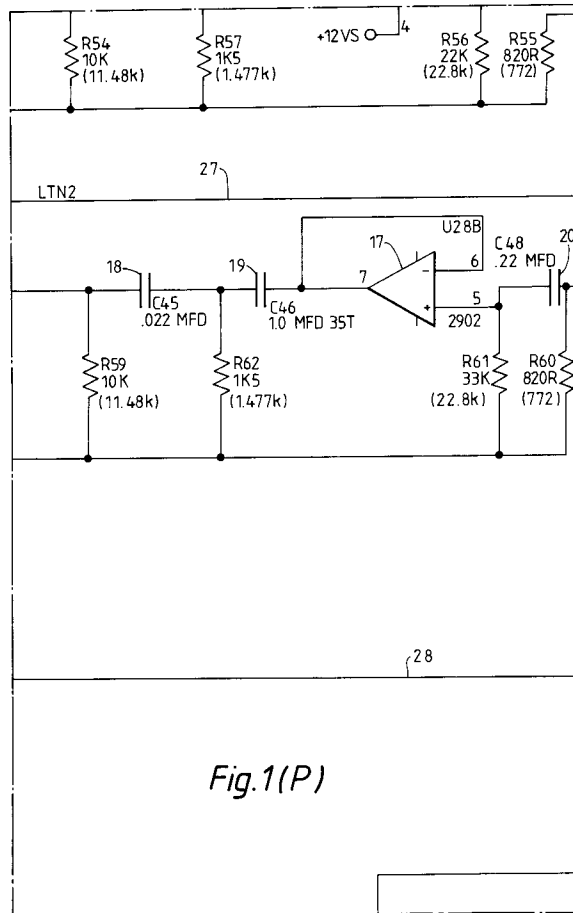 R54
10K
(11.48k)
R57
1K5
(1.477k)
+12VS
4
R56
22K
(22.8k)
R55
820R
(772)
LTN2
27
U28B
17
6
7
5
2902
18
C45
.022 MFD
19
C46
1.0 MFD 35T
C48
.22 MFD
20
R59
10K
(11.48k)
R62
1K5
(1.477k)
R61
33K
(22.8k)
R60
820R
(772)
28
Fig.1(P)